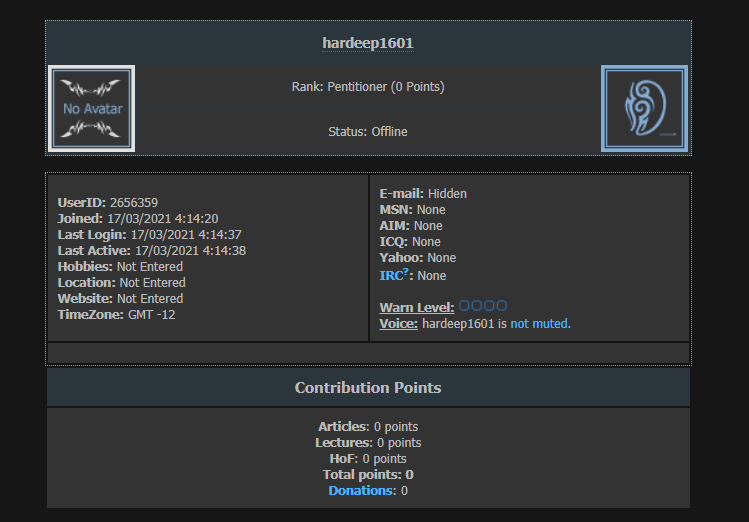 hardeep1601
No Avatar
Rank: Pentitioner (0 Points)
Status: Offline
UserID: 2656359
Joined: 17/03/2021 4:14:20
Last Login: 17/03/2021 4:14:37
Last Active: 17/03/2021 4:14:38
Hobbies: Not Entered
Location: Not Entered
Website: Not Entered
TimeZone: GMT -12
E-mail: Hidden
MSN: None
AIM: None
ICQ: None
Yahoo: None
IRC?: None
Warn Level:
Voice: hardeep1601 is not muted.
Contribution Points
Articles: 0 points
Lectures: 0 points
HoF: 0 points
Total points: 0
Donations: 0